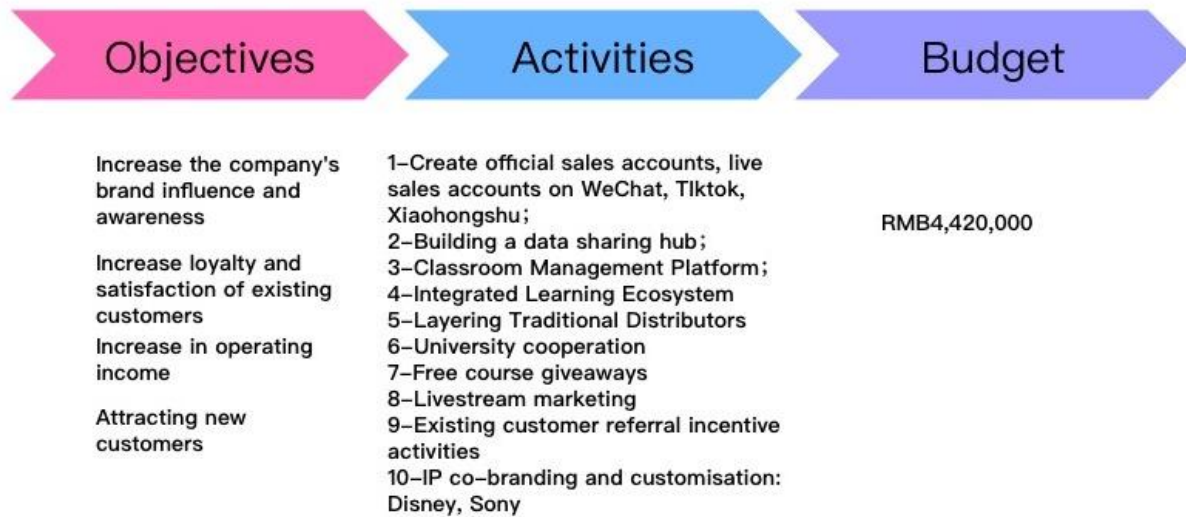 Objectives
Activities
Budget
Increase the company's
brand influence and
awareness
Increase loyalty and
satisfaction of existing
customers
Increase in operating
income
Attracting new
customers
1–Create official sales accounts, live
sales accounts on WeChat, TIktok,
Xiaohongshu；
2–Building a data sharing hub；
3–Classroom Management Platform；
4–Integrated Learning Ecosystem
5–Layering Traditional Distributors
6–University cooperation
7–Free course giveaways
8–Livestream marketing
9–Existing customer referral incentive
activities
10–IP co-branding and customisation:
Disney, Sony
RMB4,420,000